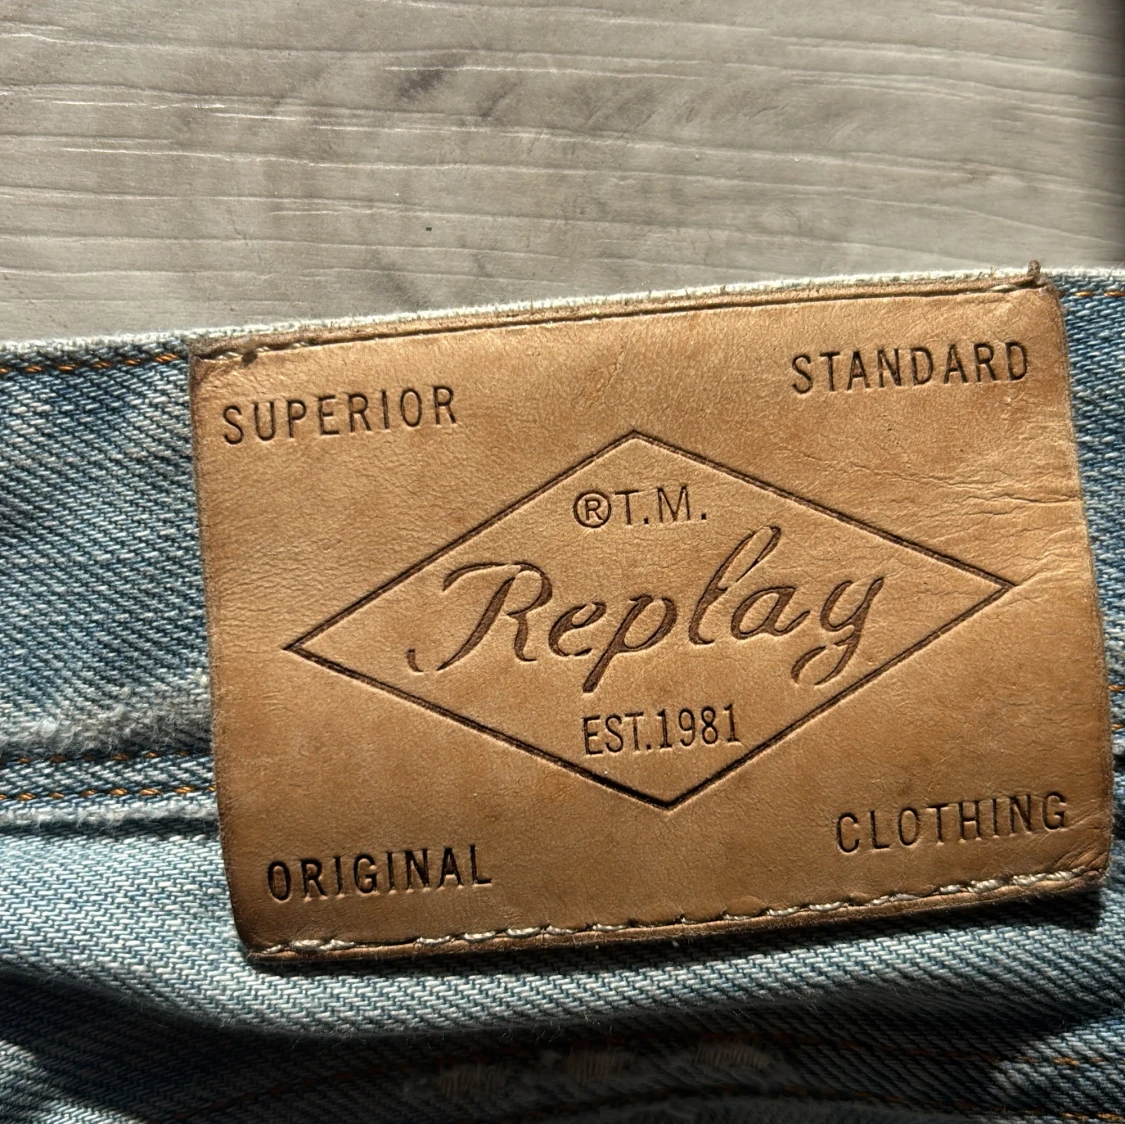 SUPERIOR STANDARD
®T.M.
Replay
EST.1981
ORIGINAL CLOTHING